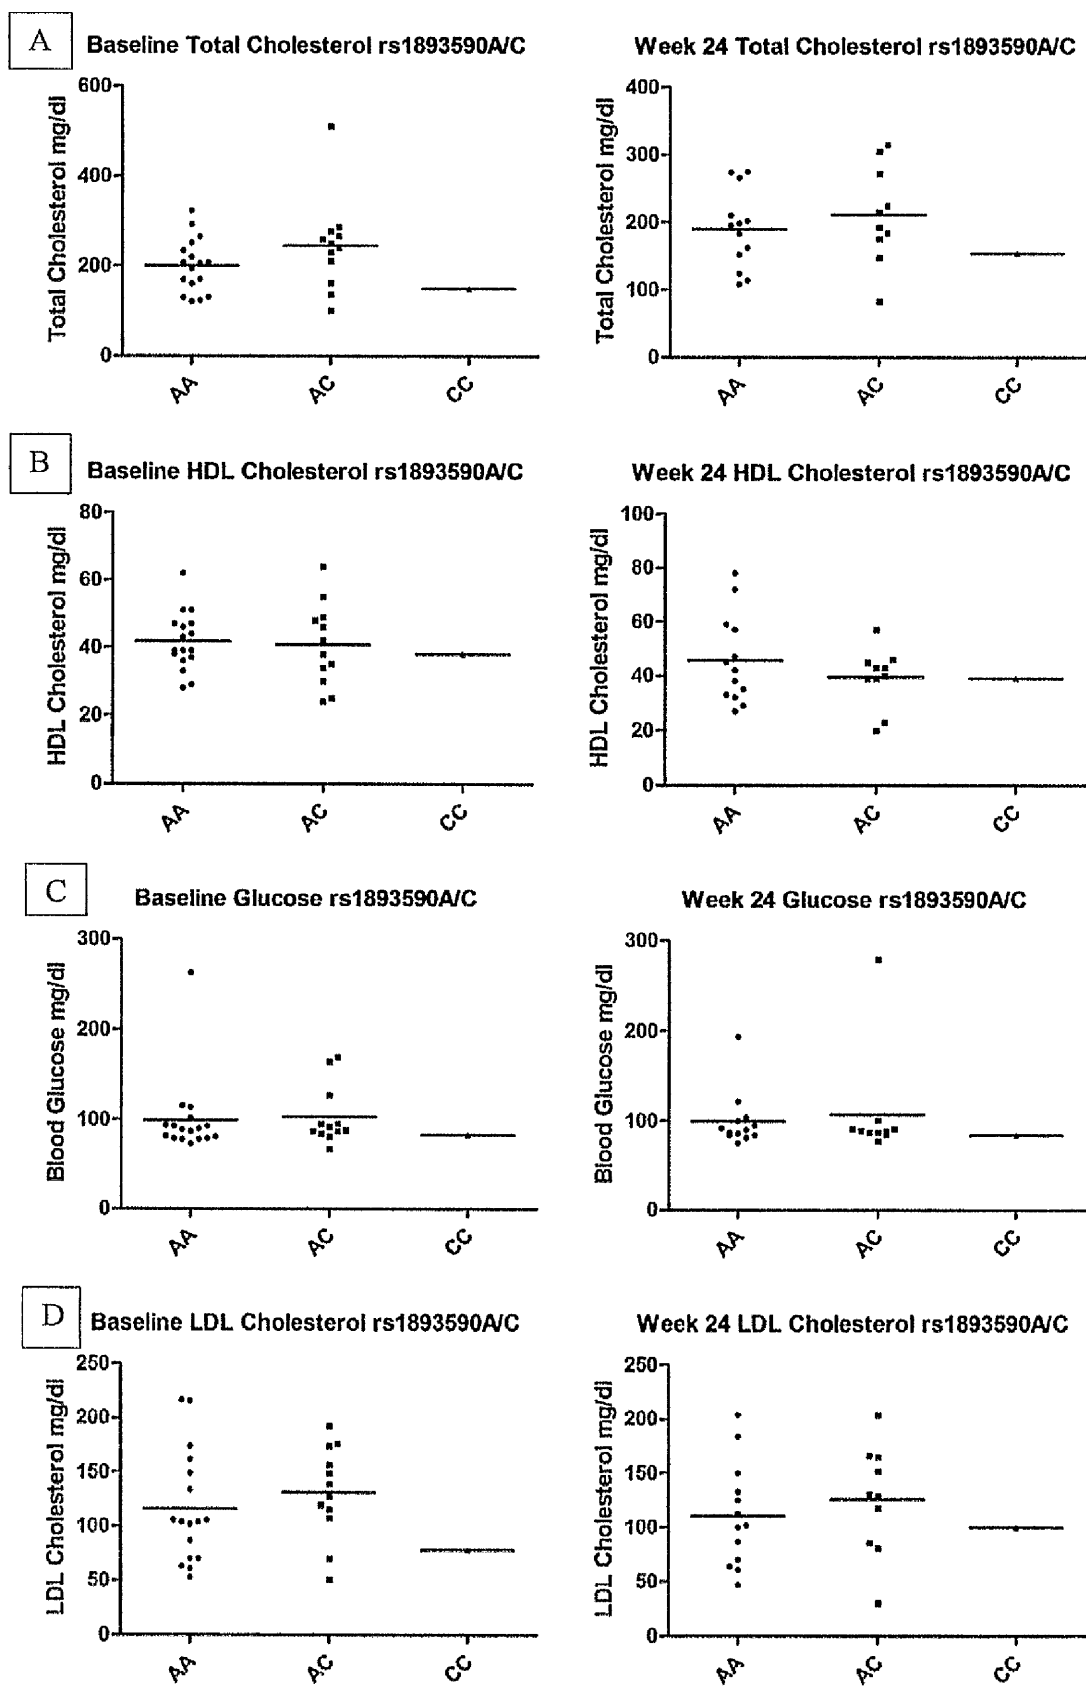 A
Baseline Total Cholesterol rs1893590A/C
Total Cholesterol mg/dl
600
400
200
0
AA
AC
CC
Week 24 Total Cholesterol rs1893590A/C
Total Cholesterol mg/dl
400
300
200
100
0
AA
AC
CC
B
Baseline HDL Cholesterol rs1893590A/C
HDL Cholesterol mg/dl
80
60
40
20
0
AA
AC
CC
Week 24 HDL Cholesterol rs1893590A/C
HDL Cholesterol mg/dl
100
80
60
40
20
0
AA
AC
CC
C
Baseline Glucose rs1893590A/C
Blood Glucose mg/dl
300
200
100
0
AA
AC
CC
Week 24 Glucose rs1893590A/C
Blood Glucose mg/dl
300
200
100
0
AA
AC
CC
D
Baseline LDL Cholesterol rs1893590A/C
LDL Cholesterol mg/dl
250
200
150
100
50
0
AA
AC
CC
Week 24 LDL Cholesterol rs1893590A/C
LDL Cholesterol mg/dl
250
200
150
100
50
0
AA
AC
CC